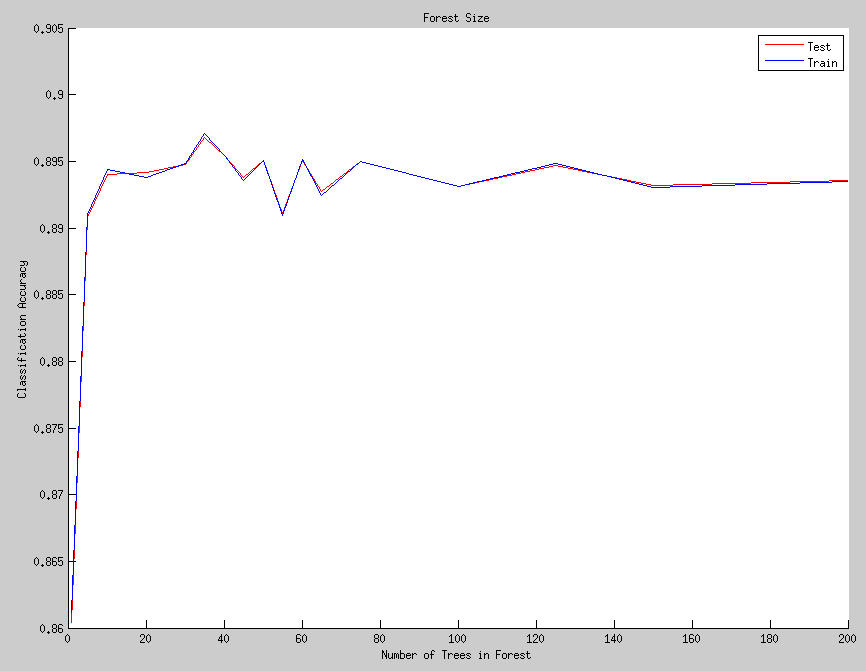 Forest Size
Test
Train
0.905
0.9
0.895
0.89
0.885
0.88
0.875
0.87
0.865
0.86
Classification Accuracy
0 20 40 60 80 100 120 140 160 180 200
Number of Trees in Forest